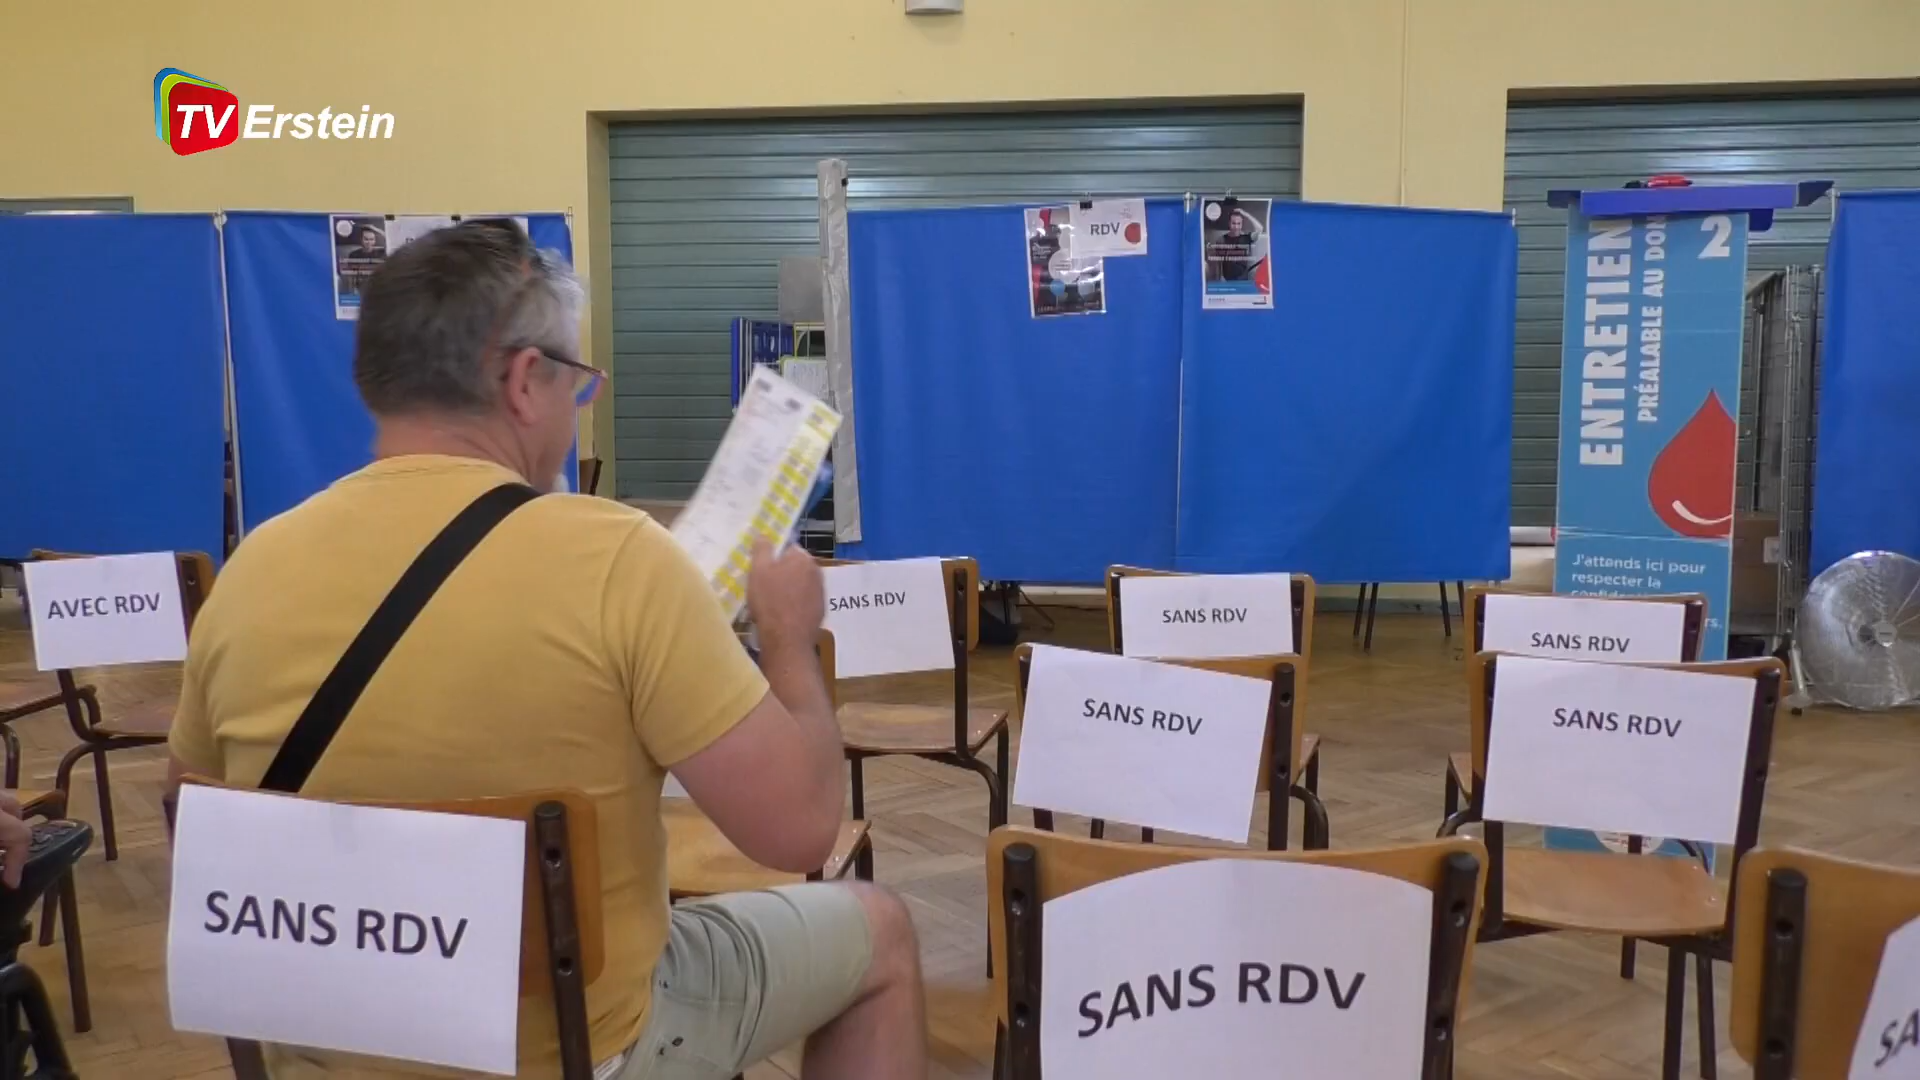 TV Erstein
RDV
2
ENTRETIEN
PRÉALABLE AU DON
J'attends ici pour
respecter la
AVEC RDV
SANS RDV
SANS RDV
SANS RDV
SANS RDV
SANS RDV
SANS RDV
SANS RDV
SA